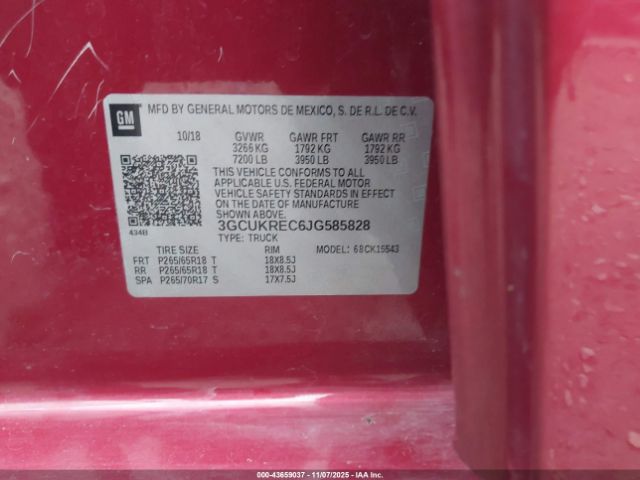 GM
MFD BY GENERAL MOTORS DE MEXICO, S. DE R.L. DE C.V.
10/18 GVWR GAWR FRT GAWR RR
3266 KG 1792 KG 1792 KG
7200 LB 3950 LB 3950 LB
THIS VEHICLE CONFORMS TO ALL
APPLICABLE U.S. FEDERAL MOTOR
VEHICLE SAFETY STANDARDS IN EFFECT
ON THE DATE OF MANUFACTURE
SHOWN ABOVE.
434B 3GCUKREC6JG585828
TYPE: TRUCK 6BCK15543
TIRE SIZE RIM
FRT P265/65R18 T 18X8.5J
RR P265/65R18 T 18X8.5J
SPA P265/70R17 S 17X7.5J
000-43659037 - 11/07/2025 - IAAI, Inc.